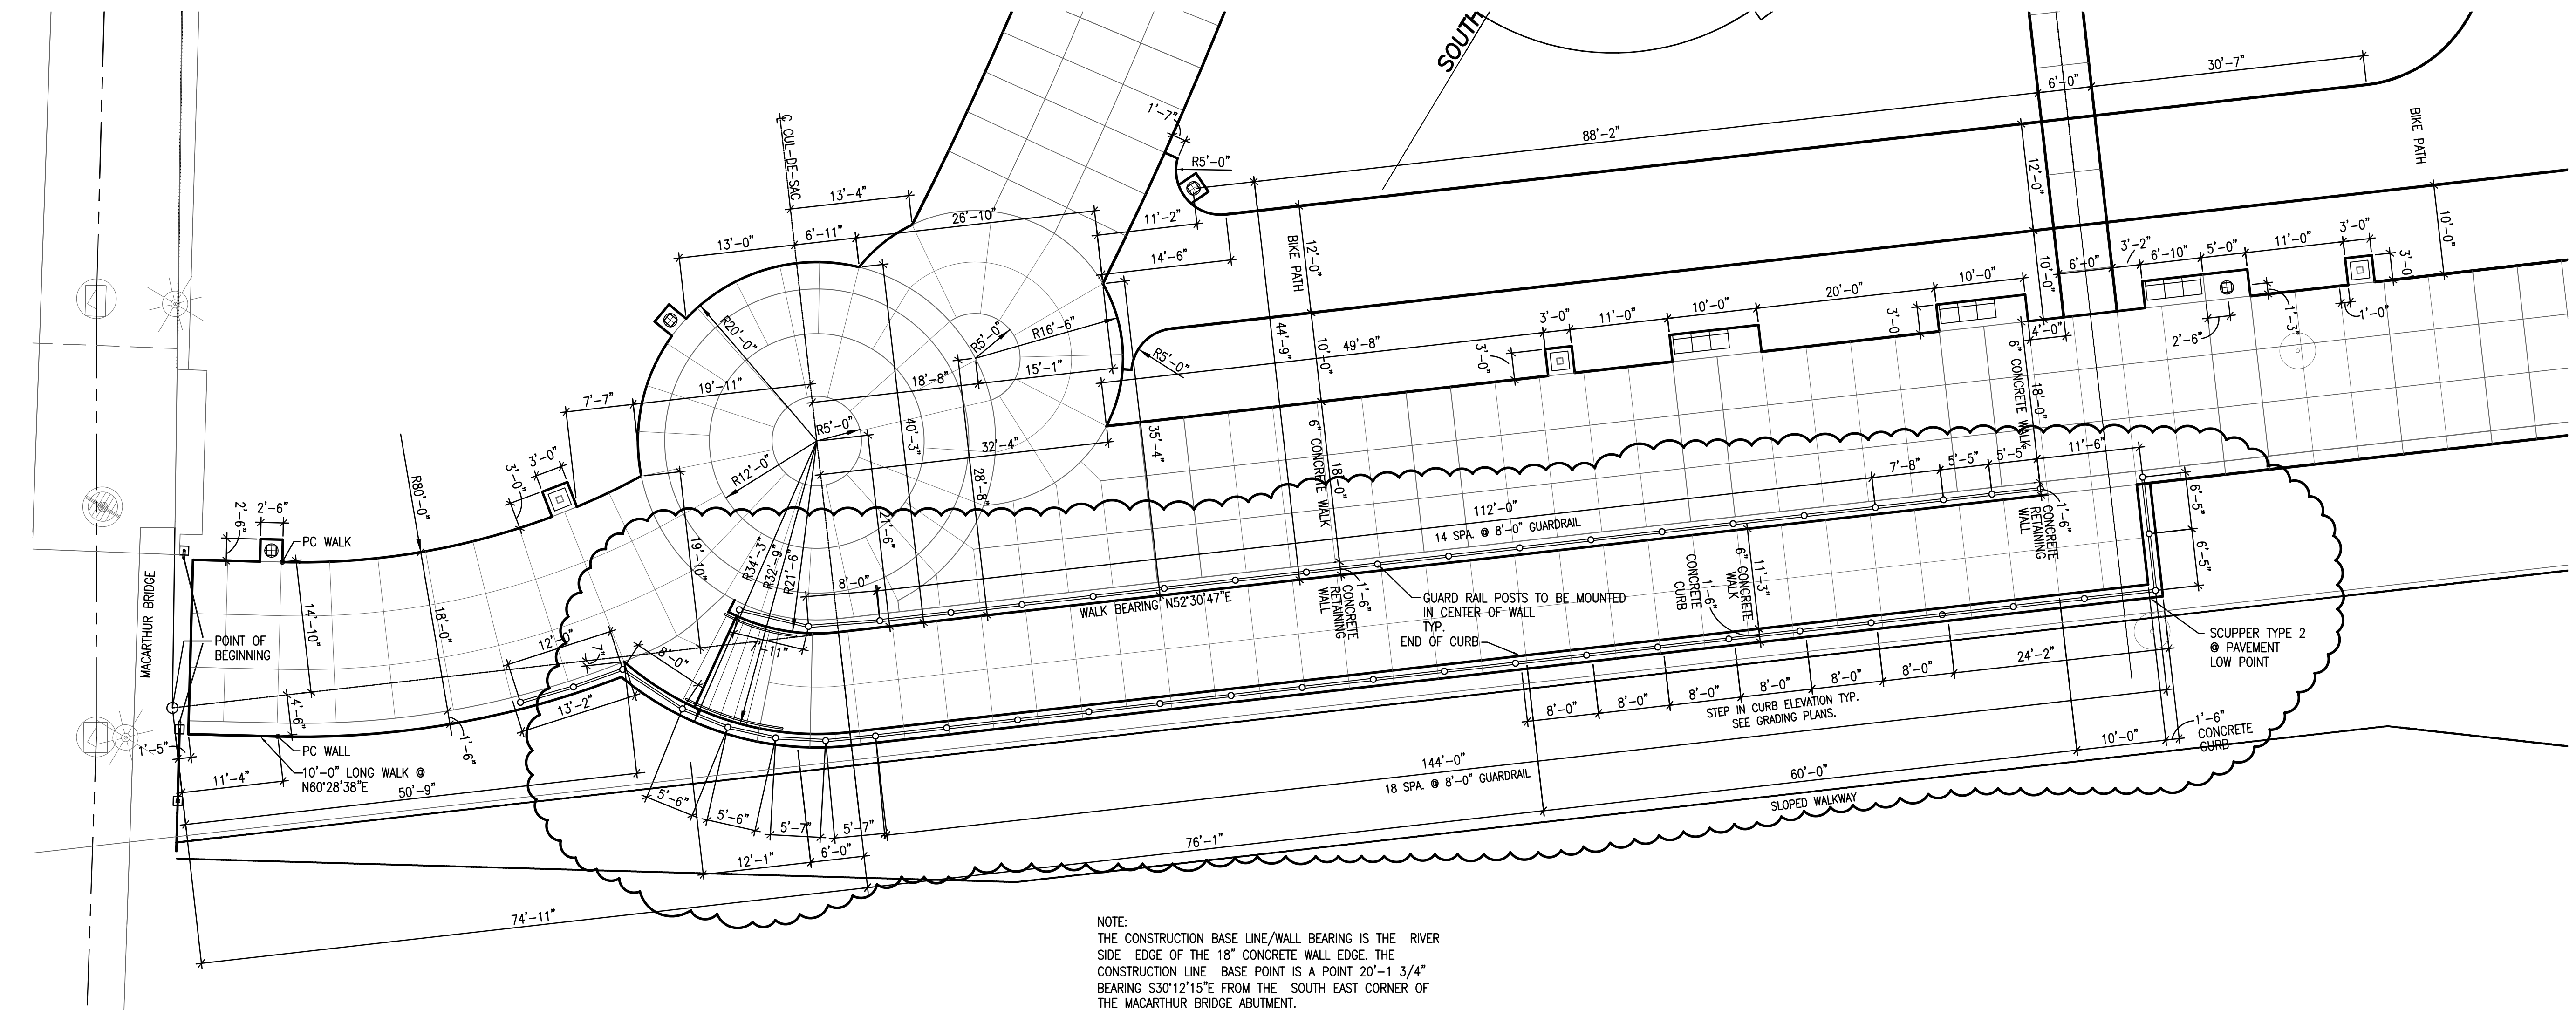 SOUTH
30'-7"
6'-0"
88'-2"
1'-7"
R5'-0"
BIKE PATH
12'-0"
℄ CUL-DE-SAC
13'-4"
26'-10"
11'-2"
6'-11"
13'-0"
14'-6"
12'-0"
BIKE PATH
10'-0"
3'-0"
11'-0"
5'-0"
6'-10"
3'-2"
6'-0"
10'-0"
3'-0
1'-0"
1'-3"
2'-6"
10'-0"
4'-0"
20'-0"
3'-0
10'-0"
11'-0"
3'-0"
3'-0"
49'-8"
44'-9"
10'-0"
R20'-0"
R5'-0"
R16'-6"
R5'-0"
15'-1"
18'-8"
19'-11"
7'-7"
R5'-0"
R12'-0"
40'-3"
32'-4"
28'-8"
35'-4"
6" CONCRETE WALK
18'-0"
6" CONCRETE WALK
18'-0"
3'-0"
3'-0"
R80'-0"
2'-6"
2'-6"
PC WALK
11'-6"
5'-5"
5'-5"
7'-8"
112'-0"
14 SPA. @ 8'-0" GUARDRAIL
1'-6"
CONCRETE
RETAINING
WALL
6'-5"
6'-5"
21'-6"
19'-10"
R34'-3"
R32'-9"
R21'-6"
8'-0"
WALK BEARING N52°30'47"E
1'-6"
CONCRETE
RETAINING
WALL
GUARD RAIL POSTS TO BE MOUNTED
IN CENTER OF WALL
TYP.
END OF CURB
11'-3"
6" CONCRETE
WALK
1'-6"
CONCRETE
CURB
MACARTHUR BRIDGE
POINT OF
BEGINNING
14'-10"
18'-0"
12'-0"
7"
8'-0"
7'-11"
13'-2"
4'-6"
1'-6"
1'-5"
PC WALL
10'-0" LONG WALK @
N60°28'38"E
11'-4"
50'-9"
SCUPPER TYPE 2
@ PAVEMENT
LOW POINT
24'-2"
8'-0"
8'-0"
8'-0"
8'-0"
8'-0"
8'-0"
STEP IN CURB ELEVATION TYP.
SEE GRADING PLANS.
1'-6"
CONCRETE
CURB
10'-0"
60'-0"
SLOPED WALKWAY
144'-0"
18 SPA. @ 8'-0" GUARDRAIL
5'-6"
5'-6"
5'-7"
5'-7"
12'-1"
6'-0"
76'-1"
74'-11"
NOTE:
THE CONSTRUCTION BASE LINE/WALL BEARING IS THE RIVER
SIDE EDGE OF THE 18" CONCRETE WALL EDGE. THE
CONSTRUCTION LINE BASE POINT IS A POINT 20'-1 3/4"
BEARING S30°12'15"E FROM THE SOUTH EAST CORNER OF
THE MACARTHUR BRIDGE ABUTMENT.